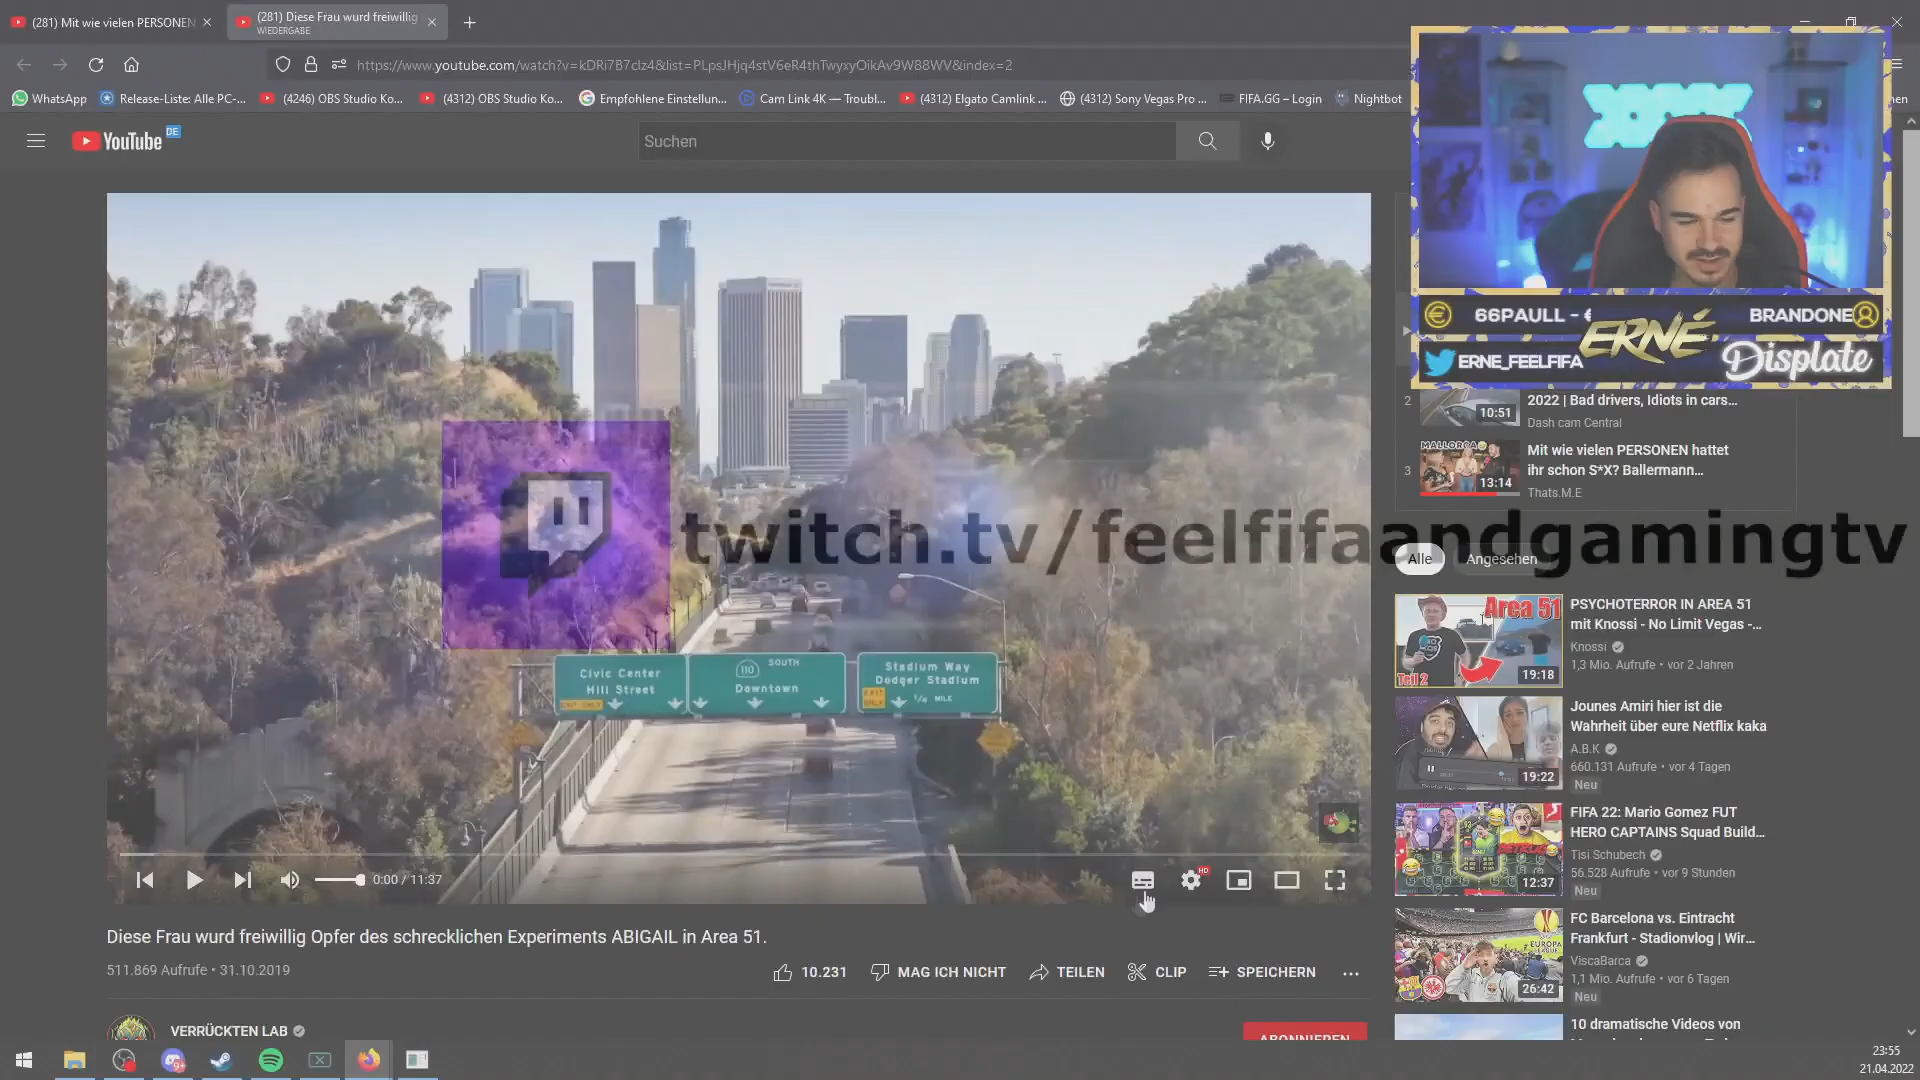 (281) Mit wie vielen PERSONEN
(281) Diese Frau wurd freiwillig
WIEDERGABE
https://www.youtube.com/watch?v=kDRi7B7clz4&list=PLpsJHjq4stV6eR4thTwyxyOikAv9W88WV&index=2
WhatsApp
Release-Liste: Alle PC-...
(4246) OBS Studio Ko...
(4312) OBS Studio Ko...
Empfohlene Einstellun...
Cam Link 4K — Troubl...
(4312) Elgato Camlink ...
(4312) Sony Vegas Pro ...
FIFA.GG – Login
Nightbot
YouTube DE
Suchen
66PAULL - €
BRANDONE
ERNÉ
ERNE_FEELFIFA
Displate
2
10:51
2022 | Bad drivers, Idiots in cars...
Dash cam Central
3
MALLORCA
13:14
Mit wie vielen PERSONEN hattet
ihr schon S*X? Ballermann...
Thats.M.E
twitch.tv/feelfifaandgamingtv
Alle
Angesehen
Civic Center
Hill Street
EXIT ONLY
110 SOUTH
Downtown
Stadium Way
Dodger Stadium
1/4 MILE
Area 51
Teil 2
19:18
PSYCHOTERROR IN AREA 51
mit Knossi - No Limit Vegas -...
Knossi
1,3 Mio. Aufrufe • vor 2 Jahren
19:22
Jounes Amiri hier ist die
Wahrheit über eure Netflix kaka
A.B.K
660.131 Aufrufe • vor 4 Tagen
Neu
12:37
FIFA 22: Mario Gomez FUT
HERO CAPTAINS Squad Build...
Tisi Schubech
56.528 Aufrufe • vor 9 Stunden
Neu
EUROPA
LEAGUE
26:42
FC Barcelona vs. Eintracht
Frankfurt - Stadionvlog | Wir...
ViscaBarca
1,1 Mio. Aufrufe • vor 6 Tagen
Neu
10 dramatische Videos von
0:00 / 11:37
HD
Diese Frau wurd freiwillig Opfer des schrecklichen Experiments ABIGAIL in Area 51.
511.869 Aufrufe • 31.10.2019
10.231
MAG ICH NICHT
TEILEN
CLIP
SPEICHERN
VERRÜCKTEN LAB
ABONNIEREN
23:55
21.04.2022